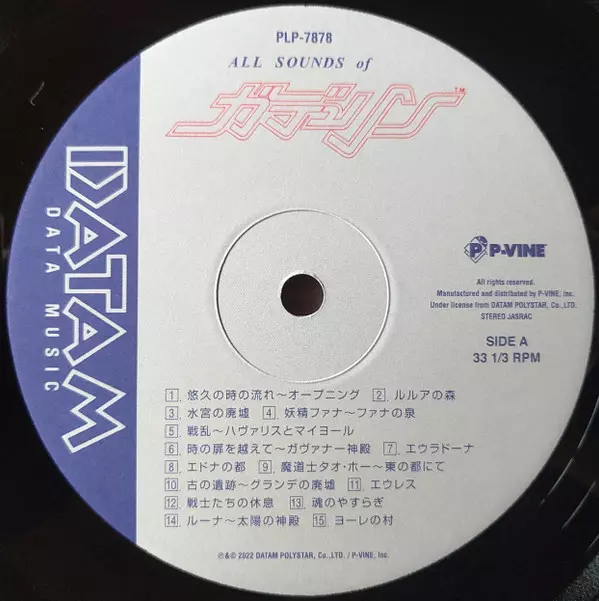 PLP-7878
ALL SOUNDS of
ガデュリン™
DATAM
DATA MUSIC
P-VINE
All rights reserved.
Manufactured and distributed by P-VINE, Inc.
Under license from DATAM POLYSTAR, Co.,LTD.
STEREO JASRAC
SIDE A
33 1/3 RPM
1 悠久の時の流れ～オープニング 2 ルルアの森
3 水宮の廃墟 4 妖精ファナ～ファナの泉
5 戦乱～ハヴァリスとマイヨール
6 時の扉を越えて～ガヴァナー神殿 7 エウラドーナ
8 エドナの都 9 魔道士タオ・ホー～東の都にて
10 古の遺跡～グランデの廃墟 11 エウレス
12 戦士たちの休息 13 魂のやすらぎ
14 ルーナ～太陽の神殿 15 ヨーレの村
℗&© 2022 DATAM POLYSTAR, Co.,LTD. / P-VINE, Inc.